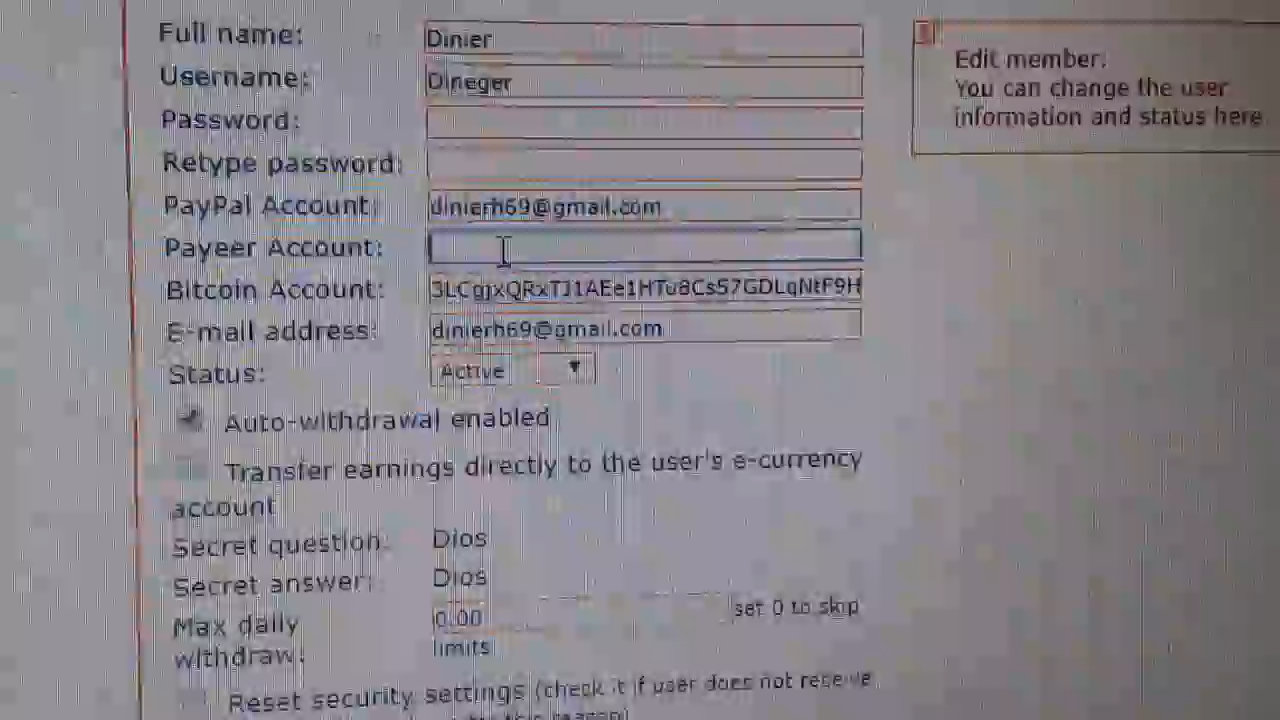 Full name: Dinier
Username: Dineger
Password:
Retype password:
PayPal Account: dinierh69@gmail.com
Payeer Account:
Bitcoin Account: 3LCgjxQRxTJ1AEe1HTu8Cs57GDLqNtF9H
E-mail address: dinierh69@gmail.com
Status: Active
Auto-withdrawal enabled
Transfer earnings directly to the user's e-currency
account
Secret question: Dios
Secret answer: Dios
Max daily
withdraw: 0.00 set 0 to skip
limits
Reset security settings (check it if user does not receive
Edit member:
You can change the user
information and status here.